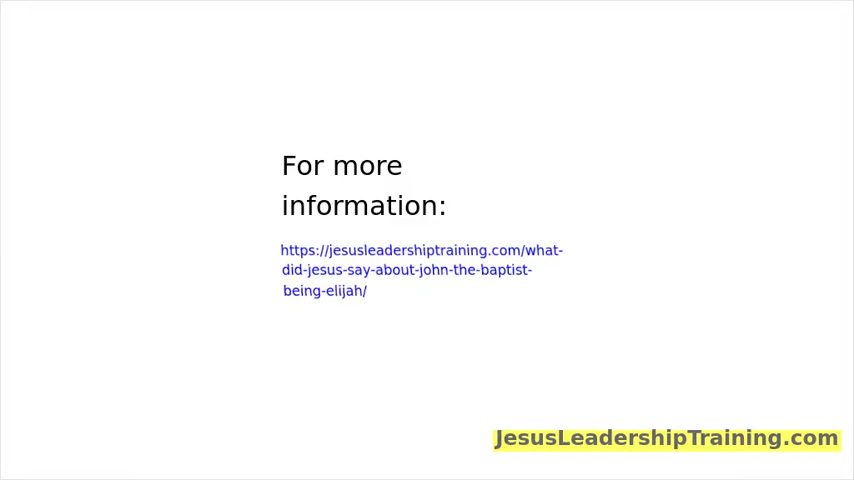 For more
information:
https://jesusleadershiptraining.com/what-
did-jesus-say-about-john-the-baptist-
being-elijah/
JesusLeadershipTraining.com